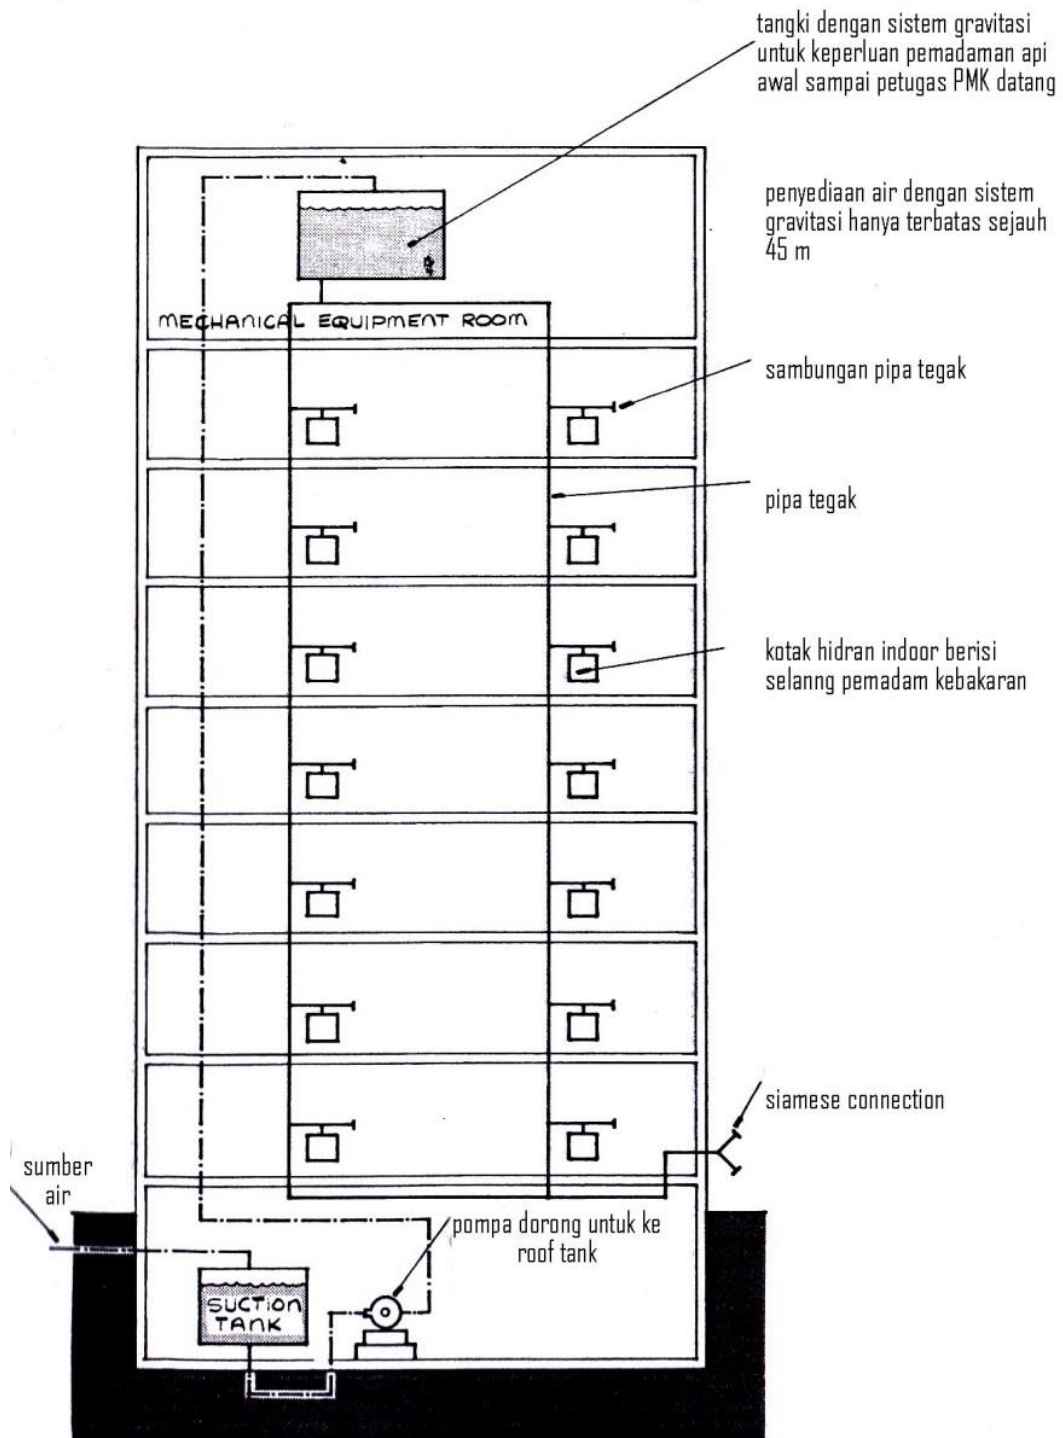 tangki dengan sistem gravitasi
untuk keperluan pemadaman api
awal sampai petugas PMK datang
penyediaan air dengan sistem
gravitasi hanya terbatas sejauh
45 m
MECHANICAL EQUIPMENT ROOM
sambungan pipa tegak
pipa tegak
kotak hidran indoor berisi
selanng pemadam kebakaran
siamese connection
sumber
air
pompa dorong untuk ke
roof tank
SUCTION
TANK